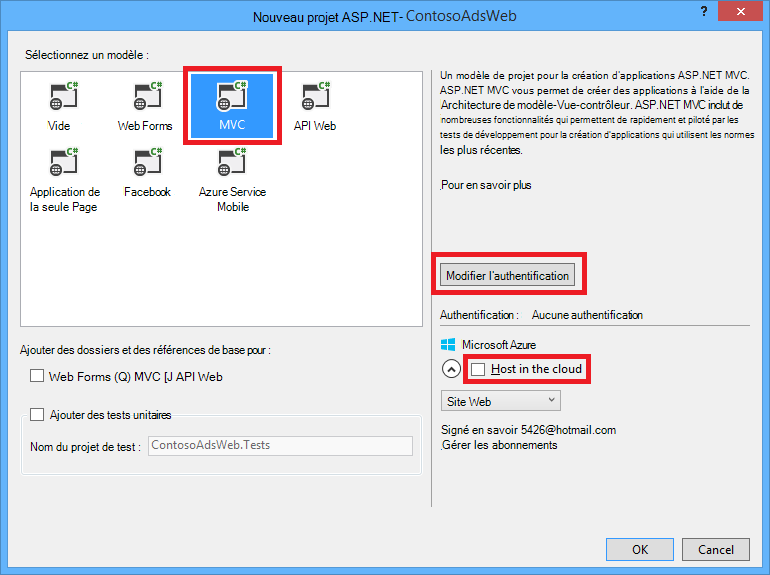 Nouveau projet ASP.NET- ContosoAdsWeb
?
Sélectionnez un modèle :
C#
C#
C#
C#
Vide
Web Forms
MVC
API Web
C#
C#
C#
Application de
la seule Page
Facebook
Azure Service
Mobile
Un modèle de projet pour la création d'applications ASP.NET MVC.
ASP.NET MVC vous permet de créer des applications à l'aide de la
Architecture de modèle-Vue-contrôleur. ASP.NET MVC inclut de
nombreuses fonctionnalités qui permettent de rapidement et piloté par les
tests de développement pour la création d'applications qui utilisent les normes
les plus récentes.
Pour en savoir plus
Modifier l'authentification
Authentification : Aucune authentification
Microsoft Azure
Host in the cloud
Site Web
Signé en savoir 5426@hotmail.com
Gérer les abonnements
Ajouter des dossiers et des références de base pour :
Web Forms (Q) MVC [J API Web
Ajouter des tests unitaires
Nom du projet de test : ContosoAdsWeb.Tests
OK
Cancel